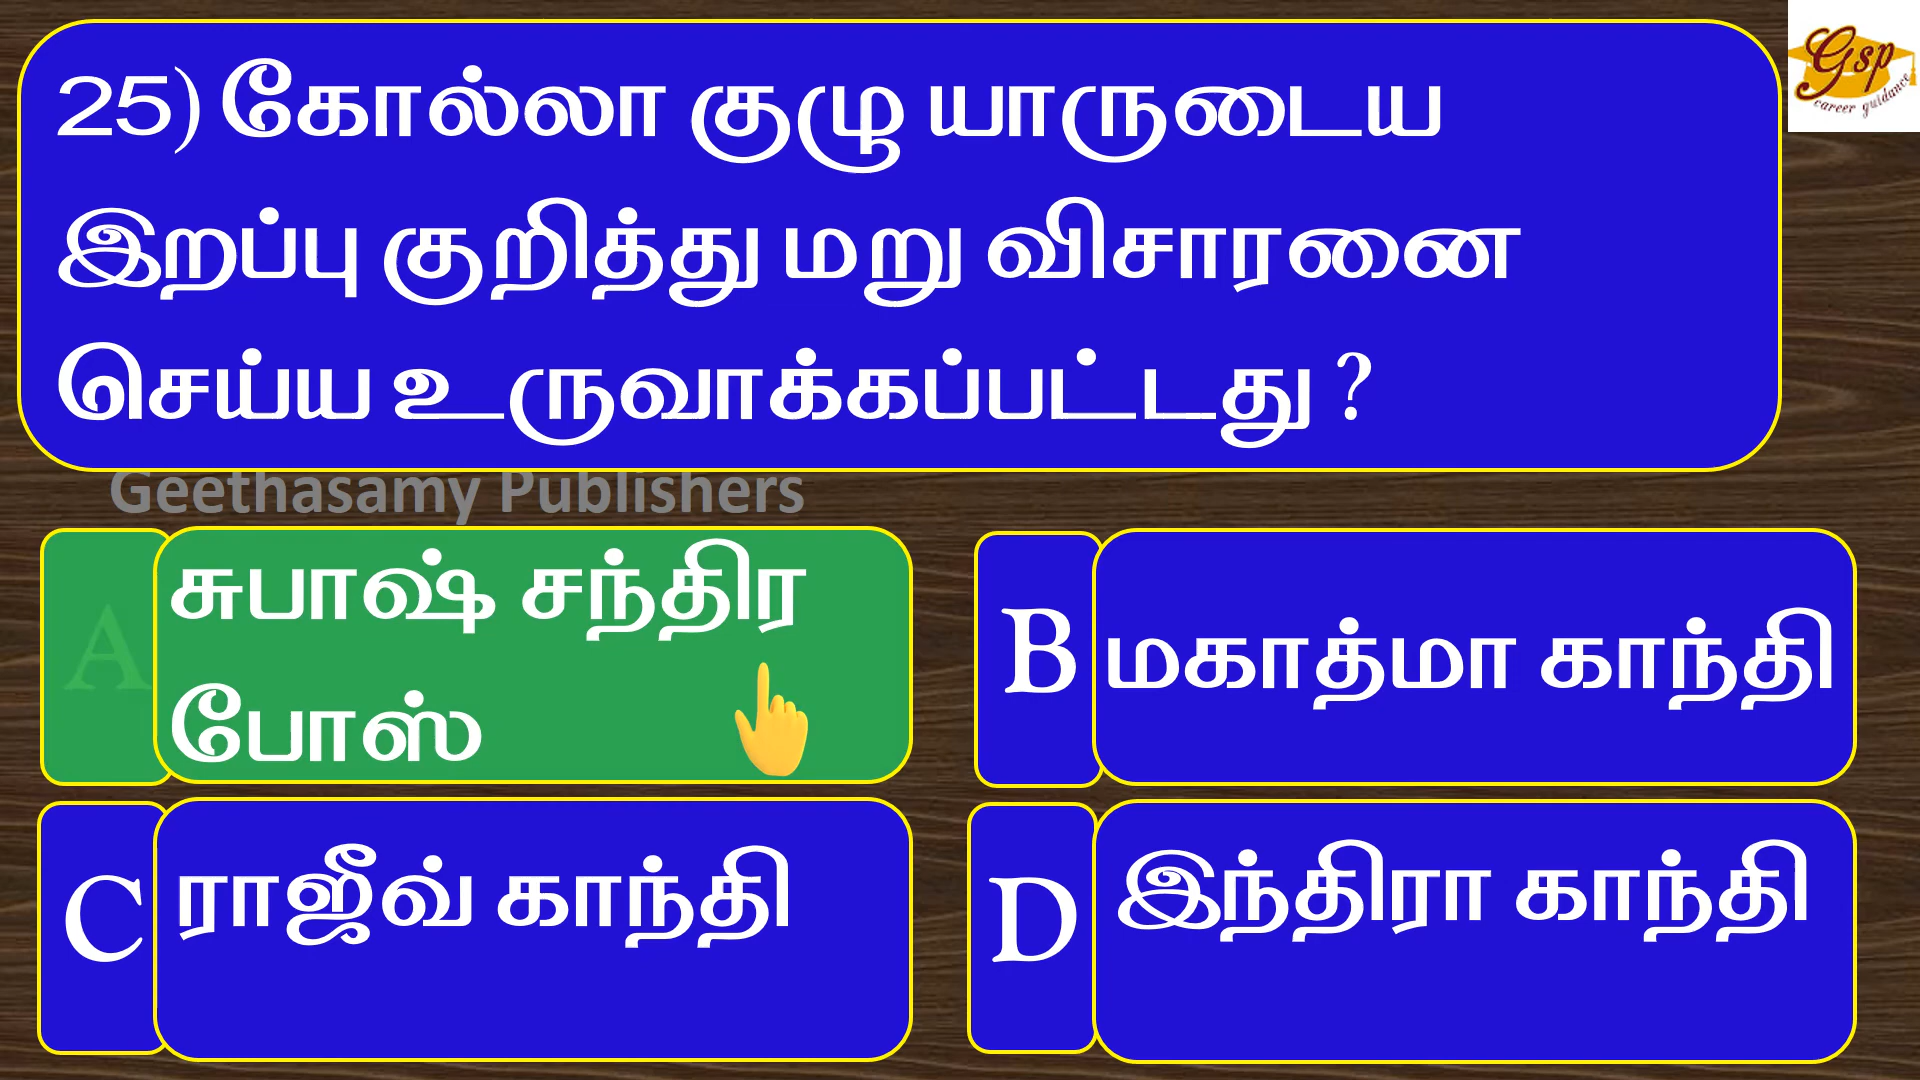 Gsp
career guidance
25) கோல்லா குழு யாருடைய
இறப்பு குறித்து மறு விசாரனை
செய்ய உருவாக்கப்பட்டது ?
Geethasamy Publishers
A
சுபாஷ் சந்திர
போஸ்
B
மகாத்மா காந்தி
C
ராஜீவ் காந்தி
D
இந்திரா காந்தி